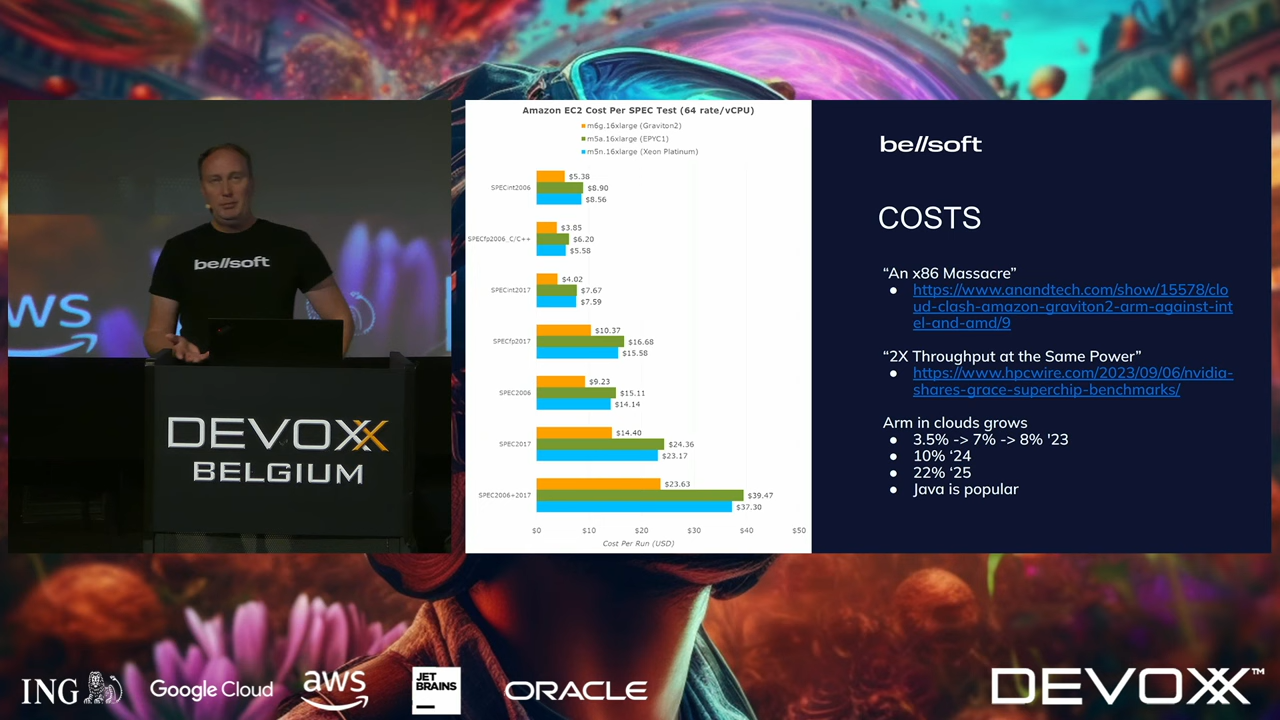 Amazon EC2 Cost Per SPEC Test (64 rate/vCPU)
m6g.16xlarge (Graviton2)
m5a.16xlarge (EPYC1)
m5n.16xlarge (Xeon Platinum)
SPECint2006
$5.38
$8.90
$8.56
SPECfp2006_C/C++
$3.85
$6.20
$5.58
SPECint2017
$4.02
$7.67
$7.59
SPECfp2017
$10.37
$16.68
$15.58
SPEC2006
$9.23
$15.11
$14.14
SPEC2017
$14.40
$24.36
$23.17
SPEC2006+2017
$23.63
$39.47
$37.30
$0 $10 $20 $30 $40 $50
Cost Per Run (USD)
bellsoft
COSTS
“An x86 Massacre”
● https://www.anandtech.com/show/15578/clo
ud-clash-amazon-graviton2-arm-against-int
el-and-amd/9
“2X Throughput at the Same Power”
● https://www.hpcwire.com/2023/09/06/nvidia-
shares-grace-superchip-benchmarks/
Arm in clouds grows
● 3.5% -> 7% -> 8% '23
● 10% ‘24
● 22% ‘25
● Java is popular
bellsoft
ws
DEVOXX
BELGIUM
ING
Google Cloud
aws
JET
BRAINS
ORACLE
DEVOXX™